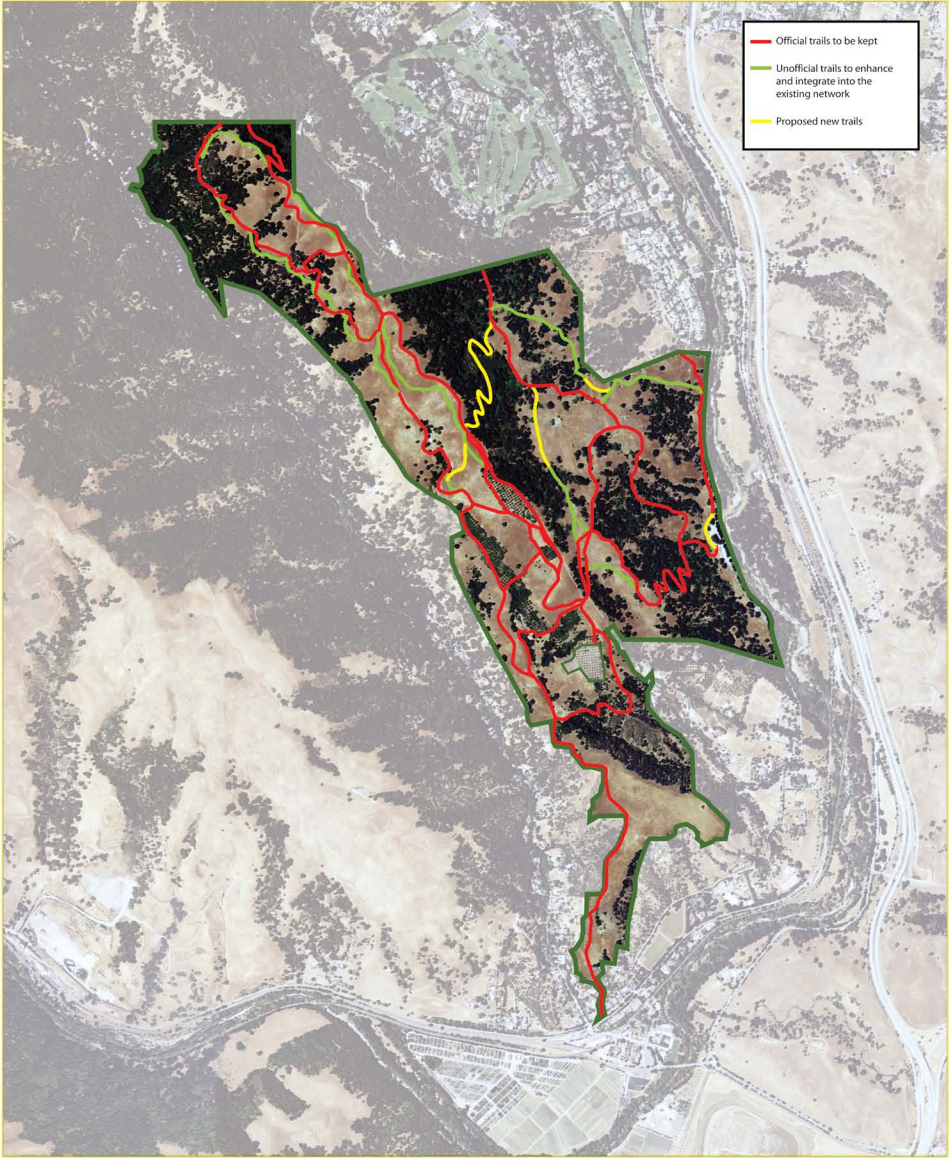 Official trails to be kept
Unofficial trails to enhance
and integrate into the
existing network
Proposed new trails